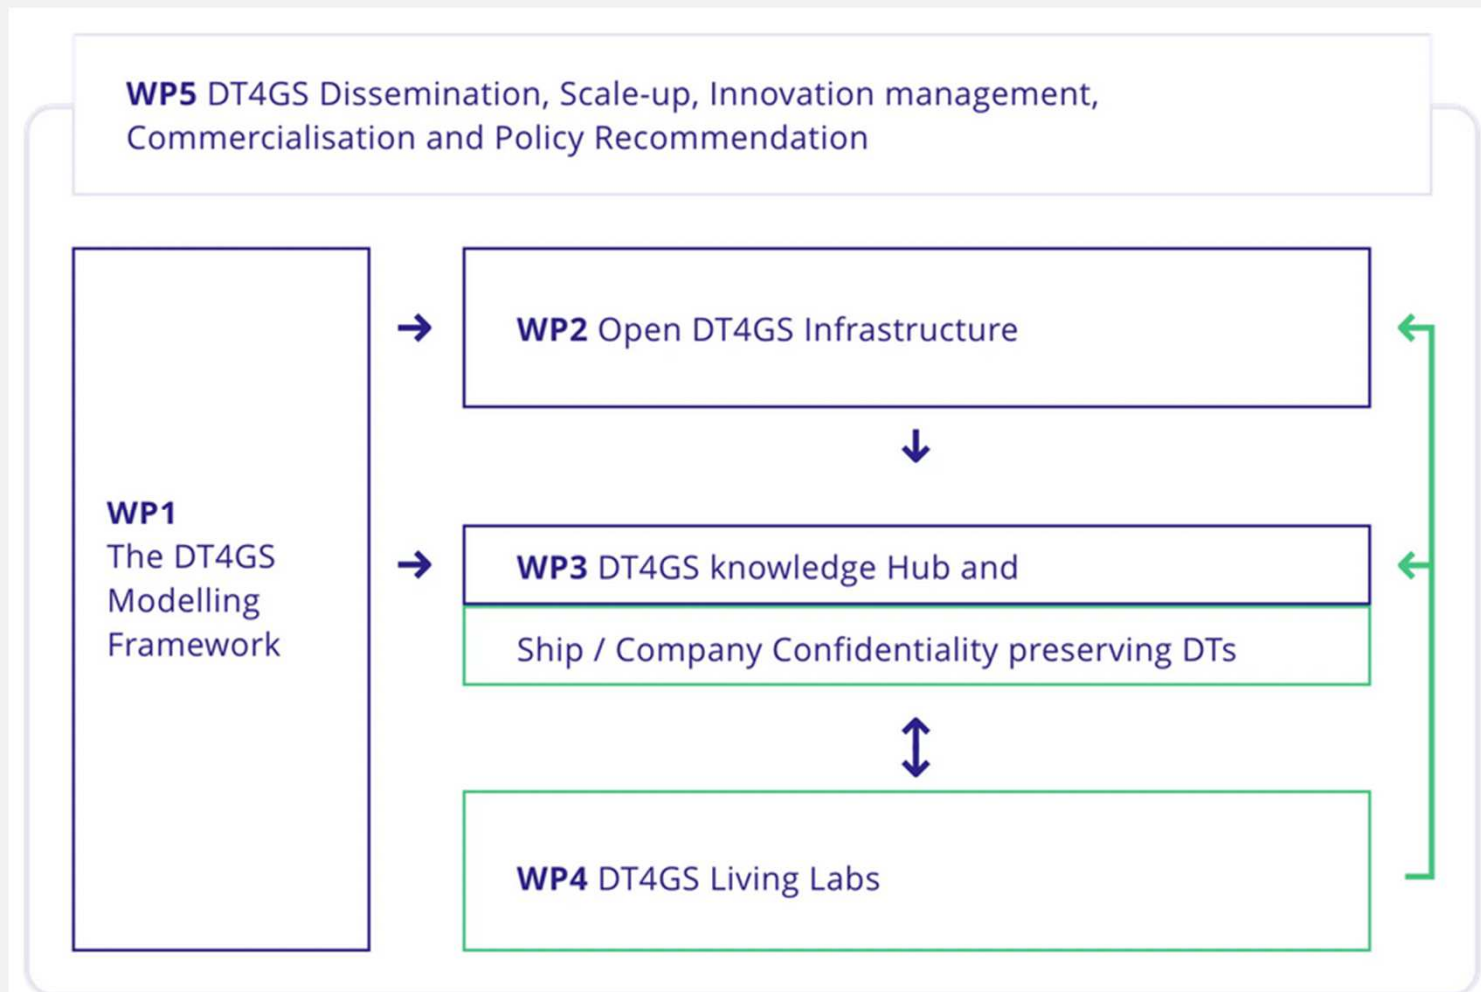 WP5 DT4GS Dissemination, Scale-up, Innovation management,
Commercialisation and Policy Recommendation
WP1
The DT4GS
Modelling
Framework
WP2 Open DT4GS Infrastructure
WP3 DT4GS knowledge Hub and
Ship / Company Confidentiality preserving DTs
WP4 DT4GS Living Labs